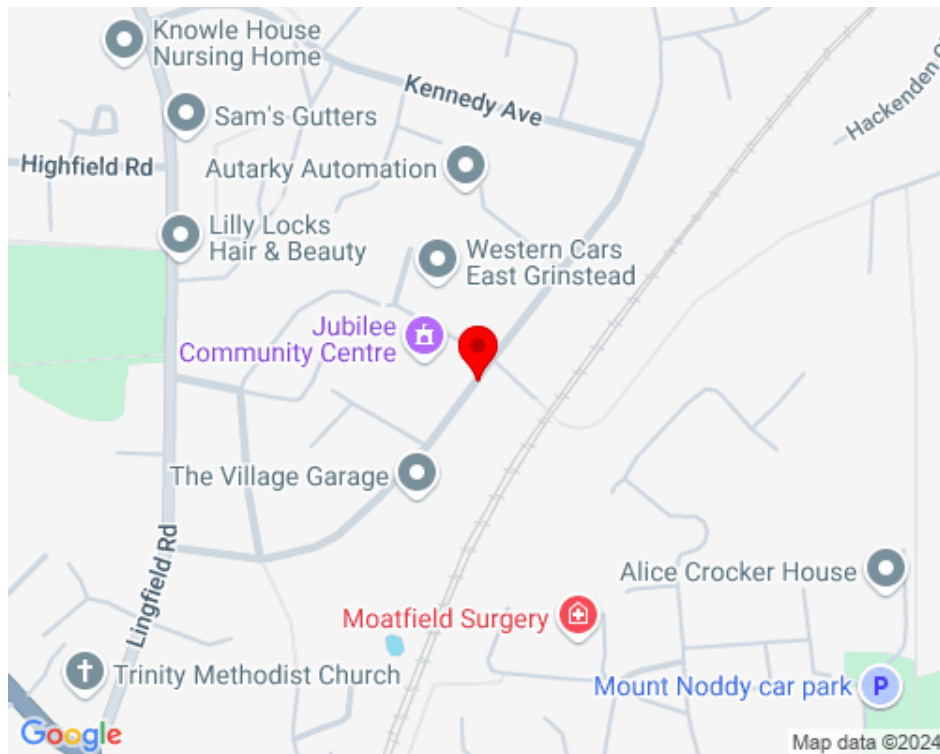 Knowle House
Nursing Home
Kennedy Ave
Hackenden
Sam's Gutters
Highfield Rd
Autarky Automation
Lilly Locks
Hair & Beauty
Western Cars
East Grinstead
Jubilee
Community Centre
The Village Garage
Lingfield Rd
Alice Crocker House
Moatfield Surgery
Trinity Methodist Church
Mount Noddy car park
P
Google
Map data ©2024